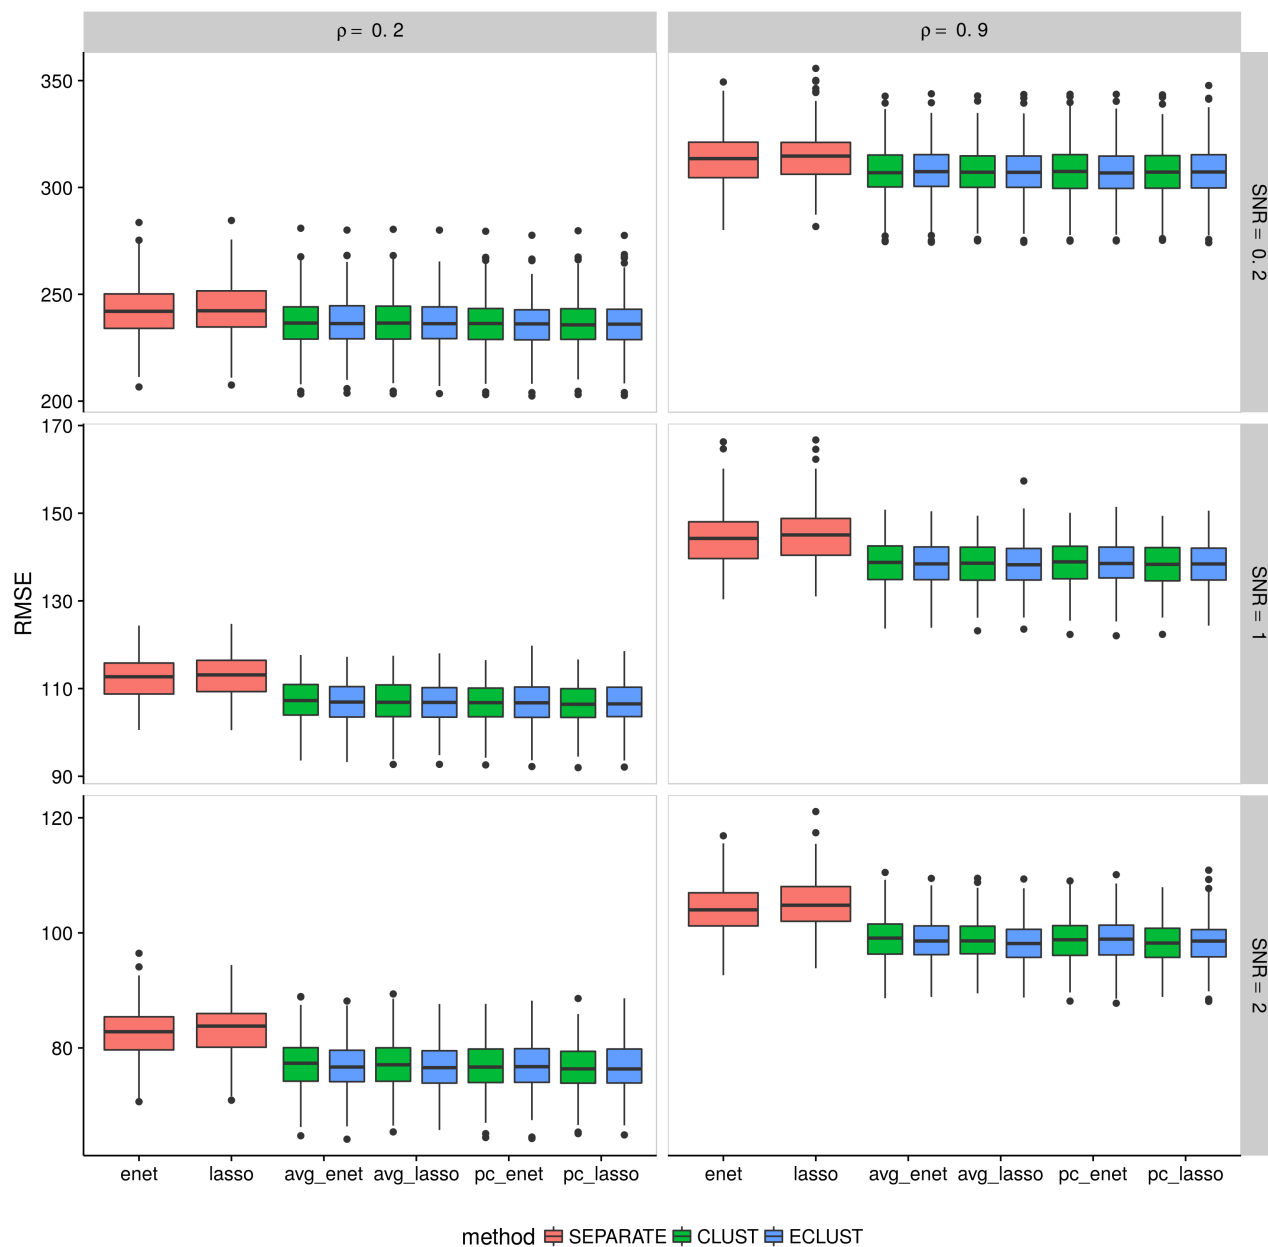 ρ = 0.2
ρ = 0.9
350
300
250
200
SNR = 0.2
170
150
130
110
90
SNR = 1
RMSE
120
100
80
SNR = 2
enet lasso avg_enet avg_lasso pc_enet pc_lasso
enet lasso avg_enet avg_lasso pc_enet pc_lasso
method SEPARATE CLUST ECLUST